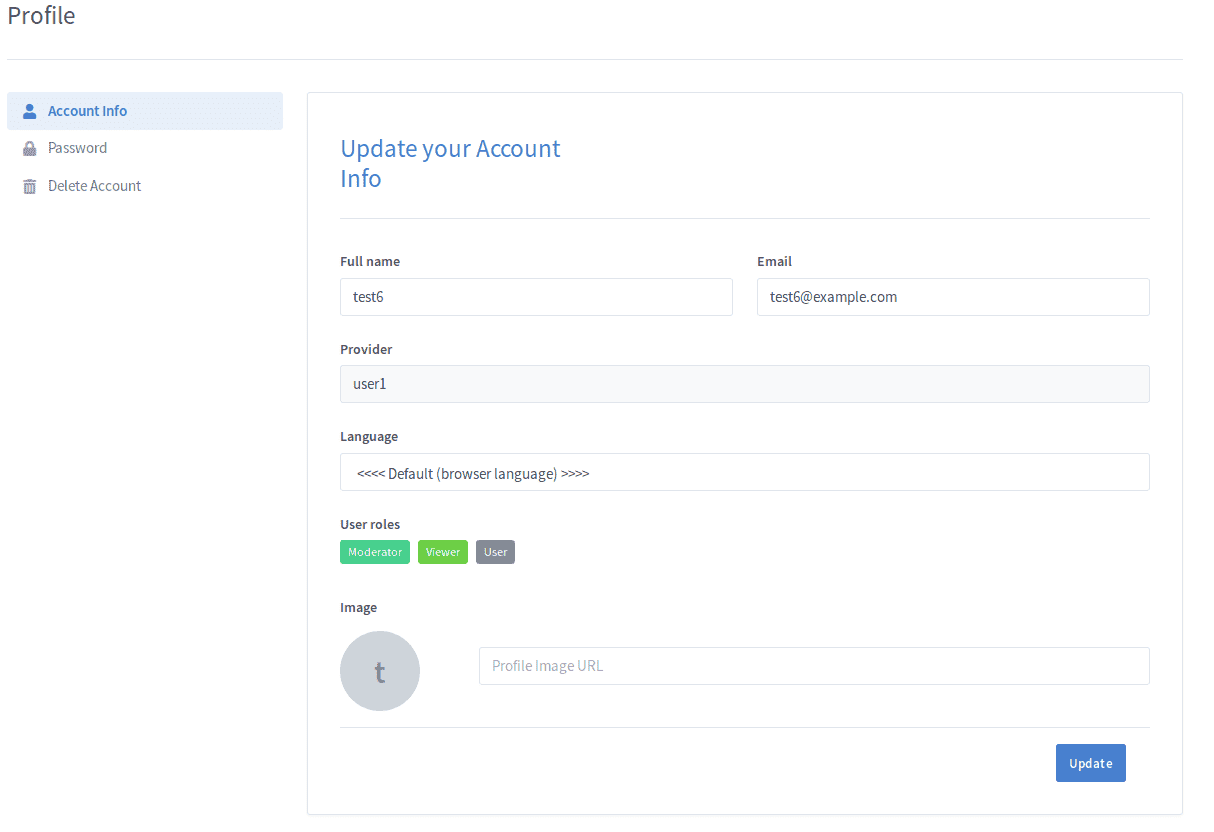 Profile
Account Info
Password
Delete Account
Update your Account
Info
Full name
Email
test6
test6@example.com
Provider
user1
Language
<<<< Default (browser language) >>>>
User roles
Moderator Viewer User
Image
t
Profile Image URL
Update